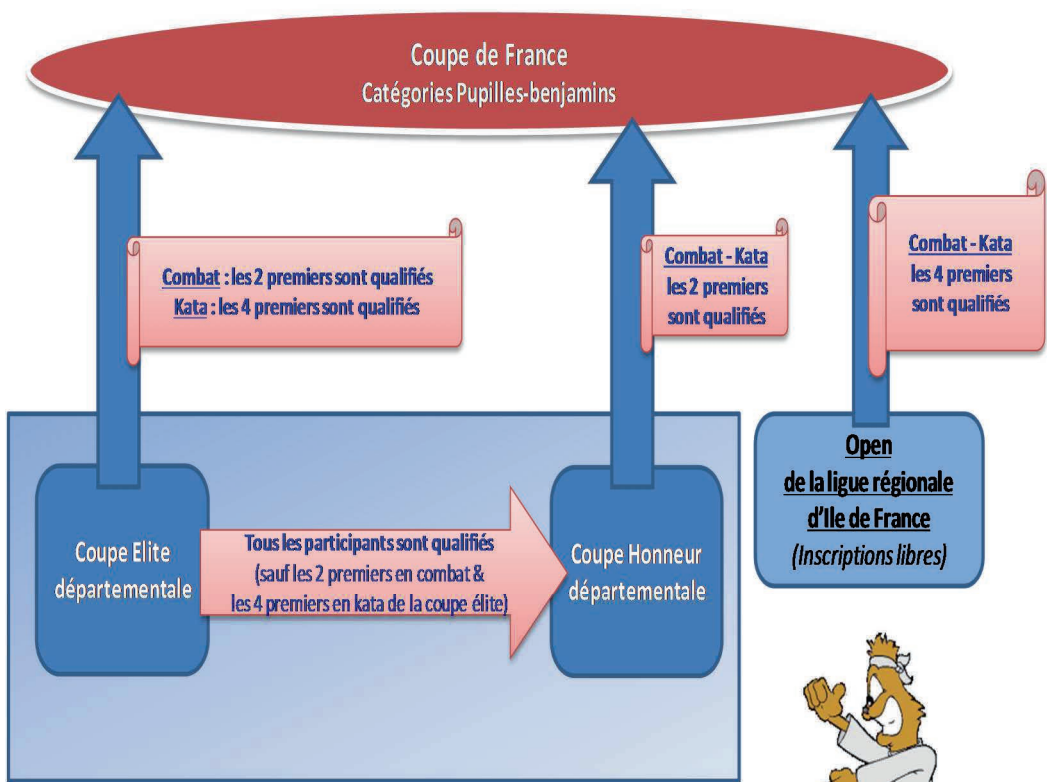 Coupe de France
Catégories Pupilles-benjamins
Combat : les 2 premiers sont qualifiés
Kata : les 4 premiers sont qualifiés
Combat - Kata
les 2 premiers
sont qualifiés
Combat - Kata
les 4 premiers
sont qualifiés
Coupe Elite
départementale
Tous les participants sont qualifiés
(sauf les 2 premiers en combat &
les 4 premiers en kata de la coupe élite)
Coupe Honneur
départementale
Open
de la ligue régionale
d'Ile de France
(Inscriptions libres)